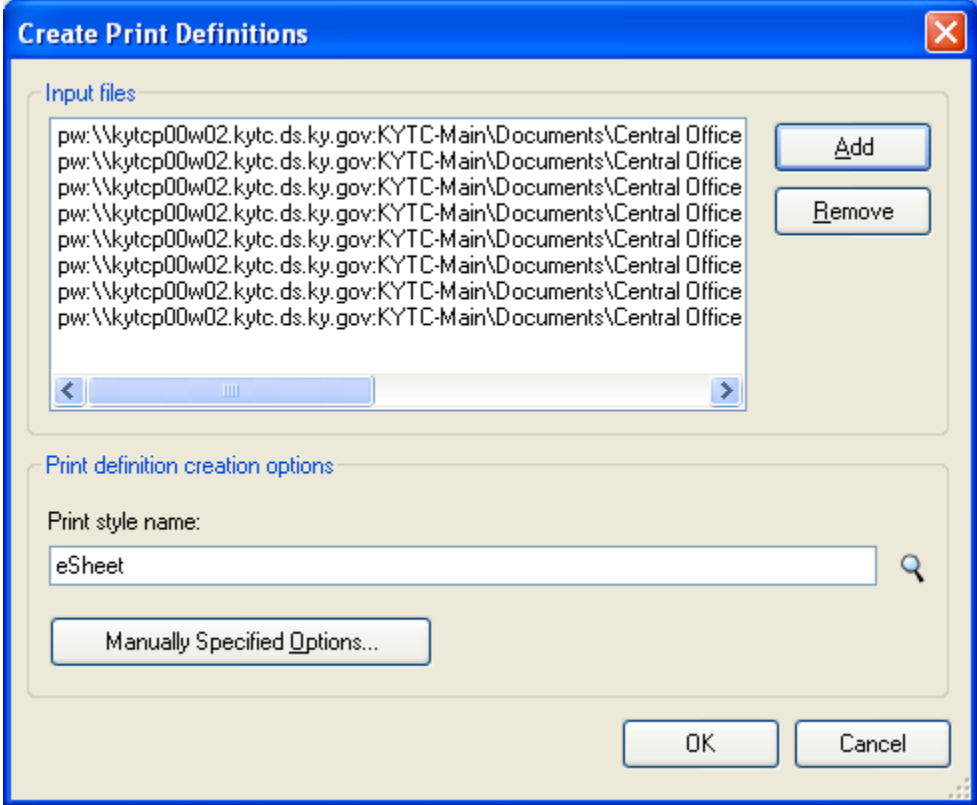 Create Print Definitions
Input files
pw:\\kytcp00w02.kytc.ds.ky.gov:KYTC-Main\Documents\Central Office
pw:\\kytcp00w02.kytc.ds.ky.gov:KYTC-Main\Documents\Central Office
pw:\\kytcp00w02.kytc.ds.ky.gov:KYTC-Main\Documents\Central Office
pw:\\kytcp00w02.kytc.ds.ky.gov:KYTC-Main\Documents\Central Office
pw:\\kytcp00w02.kytc.ds.ky.gov:KYTC-Main\Documents\Central Office
pw:\\kytcp00w02.kytc.ds.ky.gov:KYTC-Main\Documents\Central Office
pw:\\kytcp00w02.kytc.ds.ky.gov:KYTC-Main\Documents\Central Office
pw:\\kytcp00w02.kytc.ds.ky.gov:KYTC-Main\Documents\Central Office
Add
Remove
Print definition creation options
Print style name:
eSheet
Manually Specified Options...
OK
Cancel